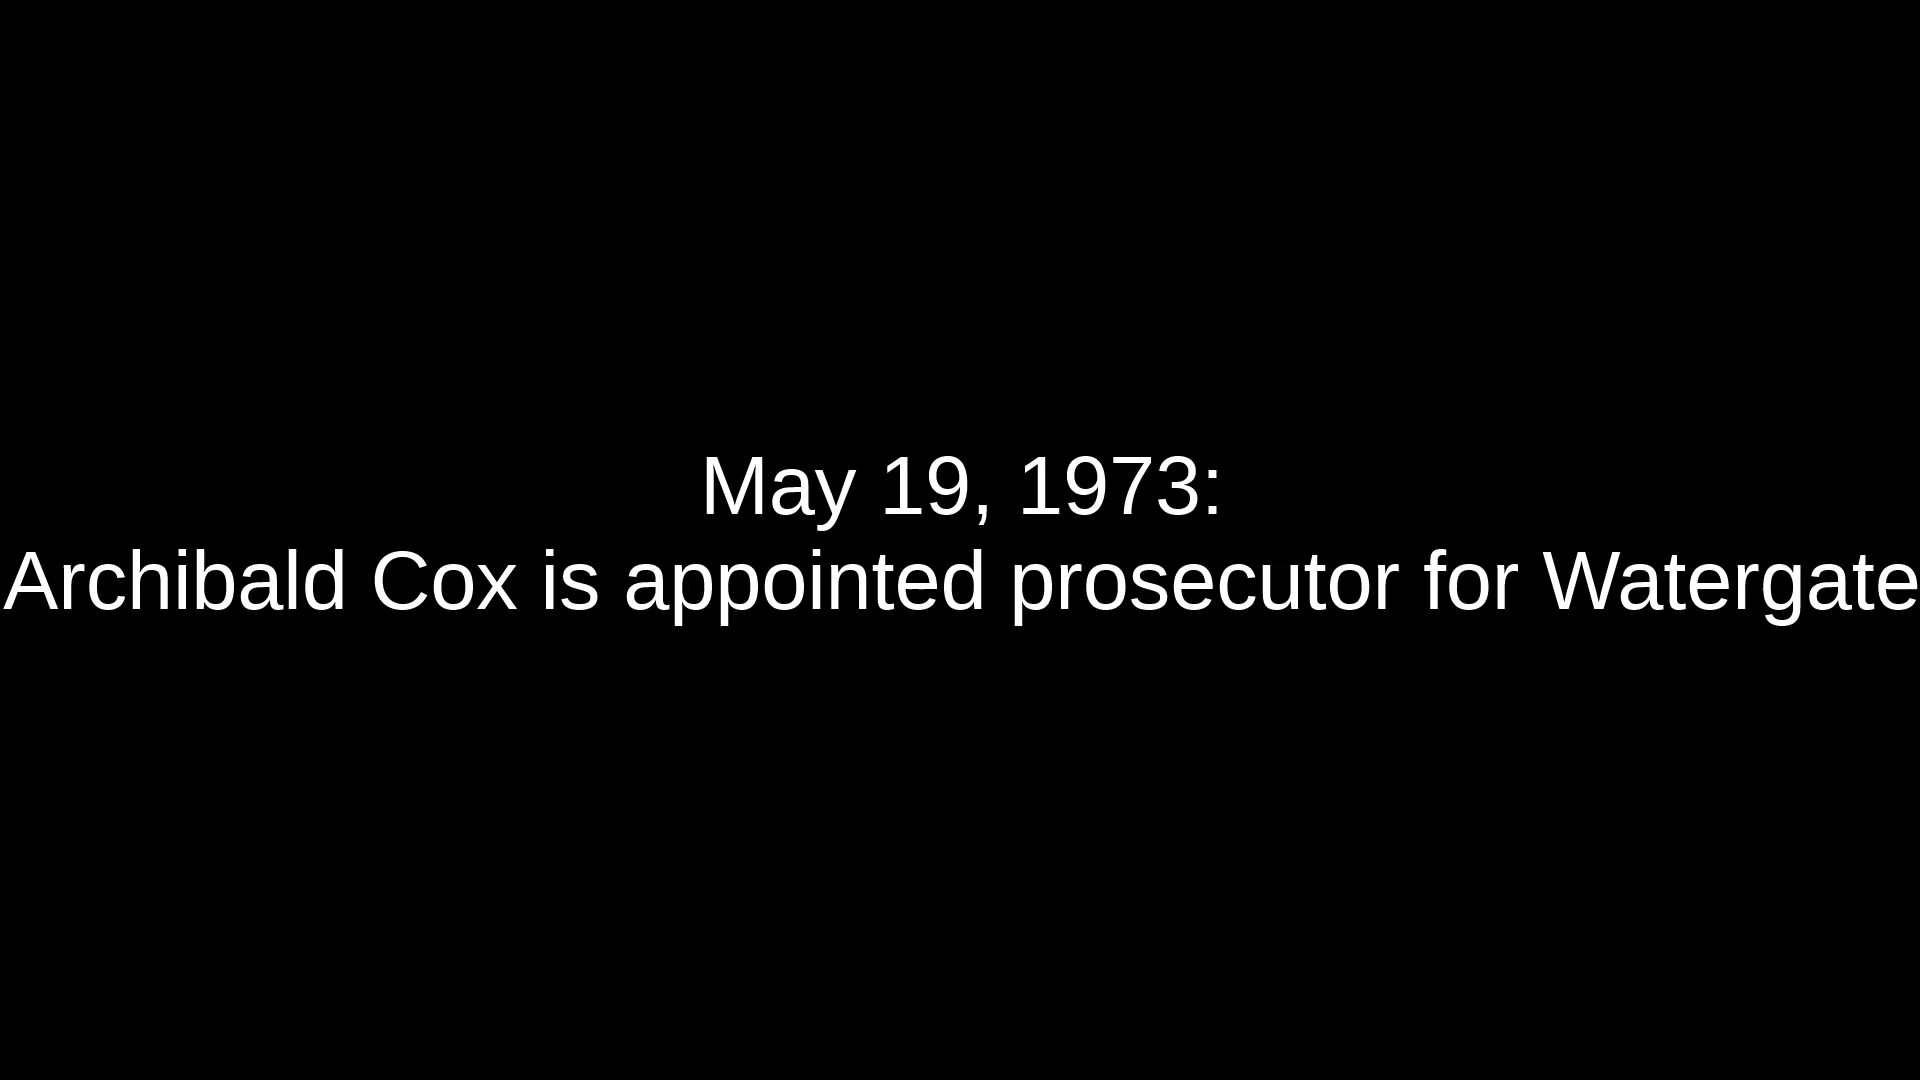 May 19, 1973:
Archibald Cox is appointed prosecutor for Watergate